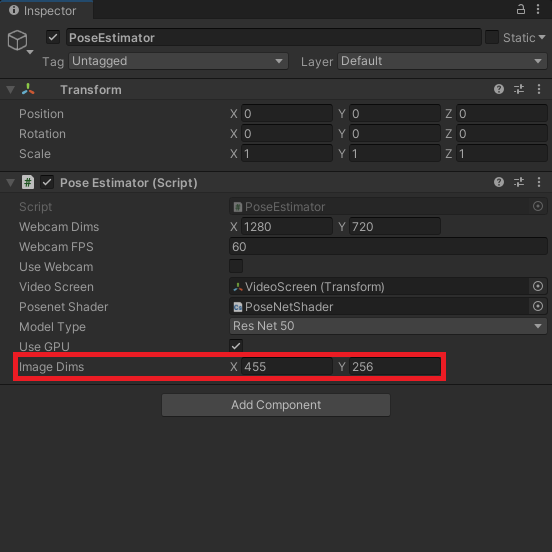 Inspector
PoseEstimator Static
Tag Untagged Layer Default
Transform
Position X 0 Y 0 Z 0
Rotation X 0 Y 0 Z 0
Scale X 1 Y 1 Z 1
Pose Estimator (Script)
Script PoseEstimator
Webcam Dims X 1280 Y 720
Webcam FPS 60
Use Webcam
Video Screen VideoScreen (Transform)
Posenet Shader PoseNetShader
Model Type Res Net 50
Use GPU
Image Dims X 455 Y 256
Add Component